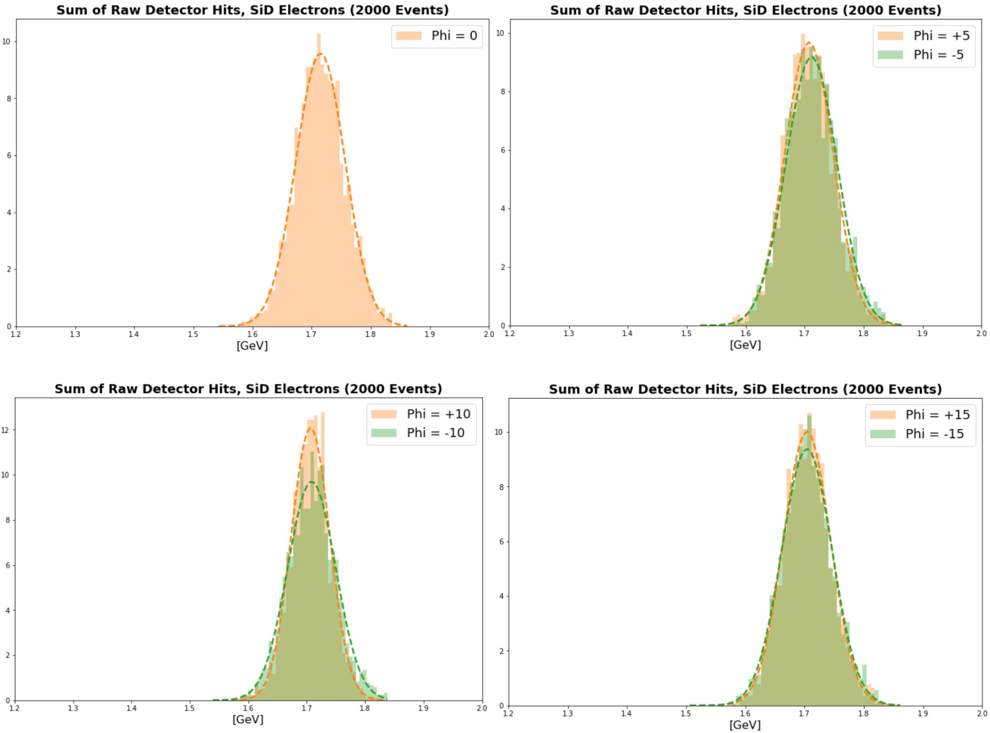 Sum of Raw Detector Hits, SiD Electrons (2000 Events)
Phi = 0
10
8
6
4
2
0
1.2 1.3 1.4 1.5 1.6 1.7 1.8 1.9 2.0
[GeV]
Sum of Raw Detector Hits, SiD Electrons (2000 Events)
Phi = +5
Phi = -5
10
8
6
4
2
0
1.2 1.3 1.4 1.5 1.6 1.7 1.8 1.9 2.0
[GeV]
Sum of Raw Detector Hits, SiD Electrons (2000 Events)
Phi = +10
Phi = -10
12
10
8
6
4
2
0
1.2 1.3 1.4 1.5 1.6 1.7 1.8 1.9 2.0
[GeV]
Sum of Raw Detector Hits, SiD Electrons (2000 Events)
Phi = +15
Phi = -15
10
8
6
4
2
0
1.2 1.3 1.4 1.5 1.6 1.7 1.8 1.9 2.0
[GeV]